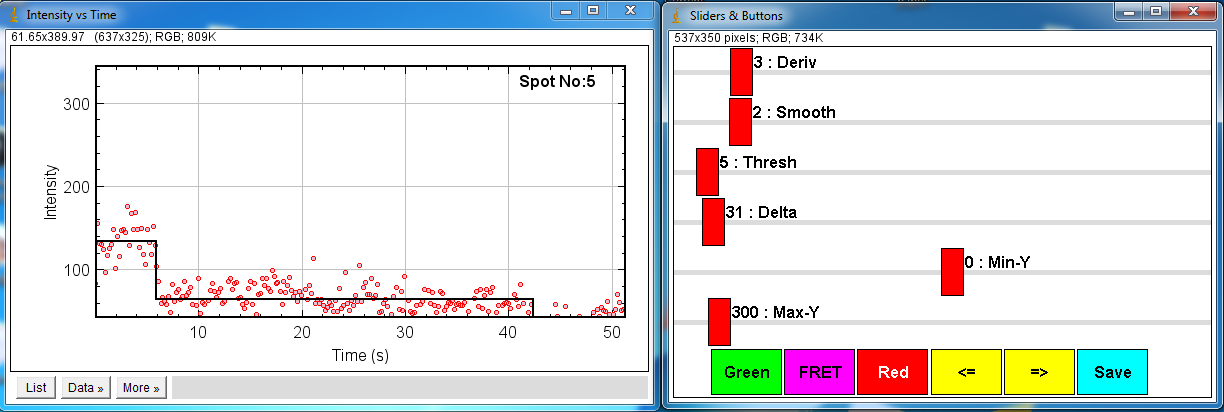 Intensity vs Time
61.65x389.97 (637x325); RGB; 809K
Spot No:5
300
200
100
Intensity
10 20 30 40 50
Time (s)
List Data » More »
Sliders & Buttons
537x350 pixels; RGB; 734K
3 : Deriv
2 : Smooth
5 : Thresh
31 : Delta
0 : Min-Y
300 : Max-Y
Green FRET Red <= => Save